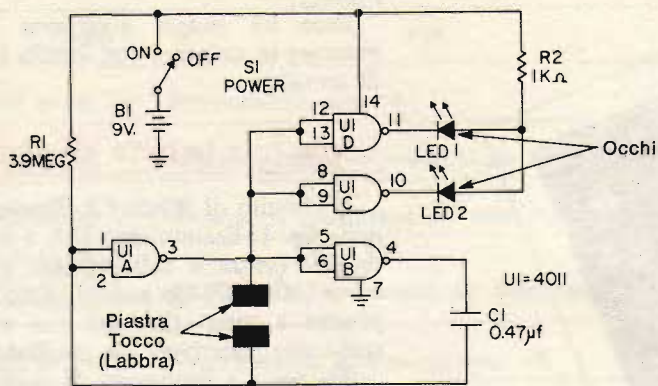 ON
OFF
S1
POWER
B1
9V.
R1
3.9MEG
R2
1KΩ
14
12
13
U1
D
11
LED 1
Occhi
8
9
U1
C
10
LED 2
1
2
U1
A
3
5
6
U1
B
4
7
U1=4011
C1
0.47µf
Piastra
Tocco
(Labbra)